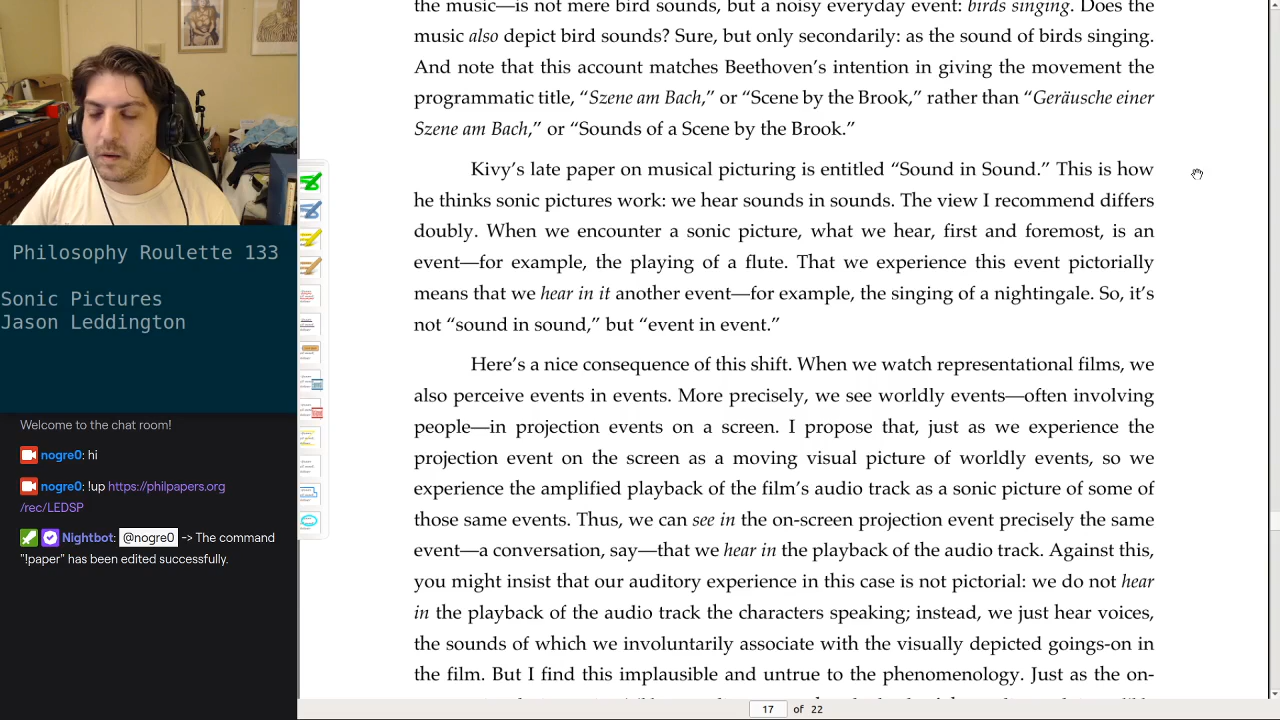 Philosophy Roulette 133
Sonic Pictures
Jason Leddington
Welcome to the chat room!
nogre0: hi
nogre0: !up https://philpapers.org
/rec/LEDSP
Nightbot: @nogre0 -> The command
"!paper" has been edited successfully.
the music—is not mere bird sounds, but a noisy everyday event: birds singing. Does the
music also depict bird sounds? Sure, but only secondarily: as the sound of birds singing.
And note that this account matches Beethoven's intention in giving the movement the
programmatic title, “Szene am Bach,” or “Scene by the Brook,” rather than “Geräusche einer
Szene am Bach,” or “Sounds of a Scene by the Brook.”
Kivy's late paper on musical picturing is entitled “Sound in Sound.” That's how
he thinks sonic pictures work: we hear sounds in sounds. The view I recommend differs
doubly. When we encounter a sonic picture, what we hear, first and foremost, is an
event—for example, the playing of a flute. That we experience this event pictorially
means that we hear in it another event—for example, the chirping of a nightingale. So, it's
not “sound in sound,” but “event in event.”
Here's a nice consequence of this point. When we watch representational films, we
also perceive events in events. More precisely, we see worldly events, often involving
people, in projection events on a screen. I propose that, just as we experience the
projection event on the screen as a moving visual picture of worldly events, so we
experience the amplified playback of the film's audio track as a sonic picture of some of
those same events. That is, in the sound-making projection event, we likely hear another
event—a conversation, say—that we hear in the playback of the audio track. Against this,
you might insist that our auditory experience in this case is not pictorial: we do not hear
in the playback of the audio track the characters speaking; instead, we just hear voices,
the sounds of which we involuntarily associate with the visually depicted goings-on in
the film. But I find this implausible and untrue to the phenomenology. Just as the on-
17 of 22